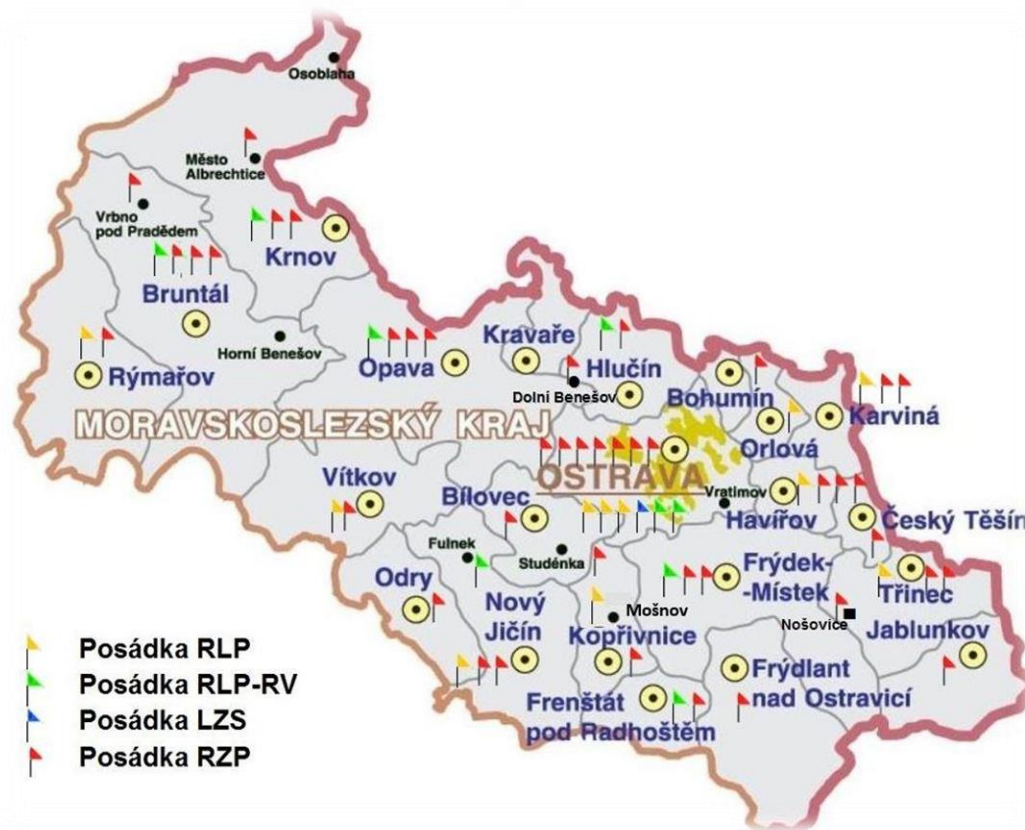 Osoblaha
Město
Albrechtice
Vrbno
pod Pradědem
Krnov
Bruntál
Horní Benešov
Rýmařov
Opava
Kravaře
Hlučín
Dolní Benešov
Bohumín
Karviná
Orlová
MORAVSKOSLEZSKÝ KRAJ
OSTRAVA
Vítkov
Bílovec
Vratimov
Havířov
Český Těšín
Fulnek
Studénka
Odry
Nový
Jičín
Mošnov
Kopřivnice
Frýdek-
-Místek
Nošovice
Třinec
Jablunkov
Frenštát
pod Radhoštěm
Frýdlant
nad Ostravicí
Posádka RLP
Posádka RLP-RV
Posádka LZS
Posádka RZP